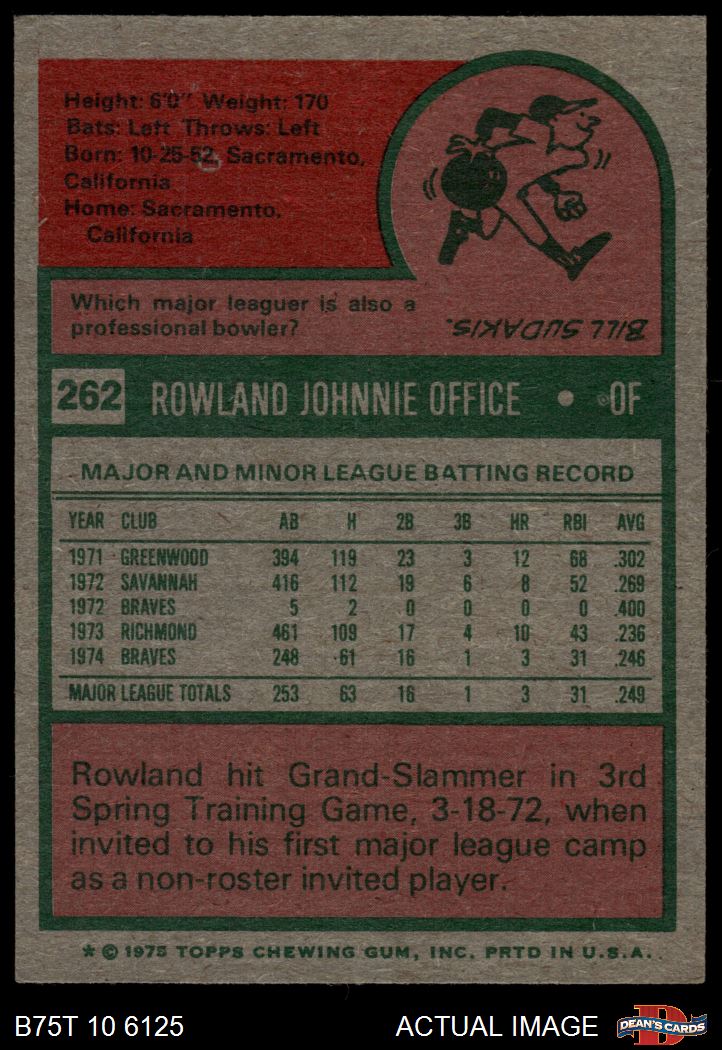 Height: 6'0" Weight: 170
Bats: Left Throws: Left
Born: 10-25-52, Sacramento,
California
Home: Sacramento,
California
Which major leaguer is also a
professional bowler?
BILL SUDAKIS.
262 ROWLAND JOHNNIE OFFICE • OF
MAJOR AND MINOR LEAGUE BATTING RECORD
YEAR CLUB AB H 2B 3B HR RBI AVG
1971 GREENWOOD 394 119 23 3 12 68 .302
1972 SAVANNAH 416 112 19 6 8 52 .269
1972 BRAVES 5 2 0 0 0 0 .400
1973 RICHMOND 461 109 17 4 10 43 .236
1974 BRAVES 248 61 16 1 3 31 .246
MAJOR LEAGUE TOTALS 253 63 16 1 3 31 .249
Rowland hit Grand-Slammer in 3rd
Spring Training Game, 3-18-72, when
invited to his first major league camp
as a non-roster invited player.
* © 1975 TOPPS CHEWING GUM, INC. PRTD IN U.S.A.
B75T 10 6125 ACTUAL IMAGE
DEAN'S CARDS